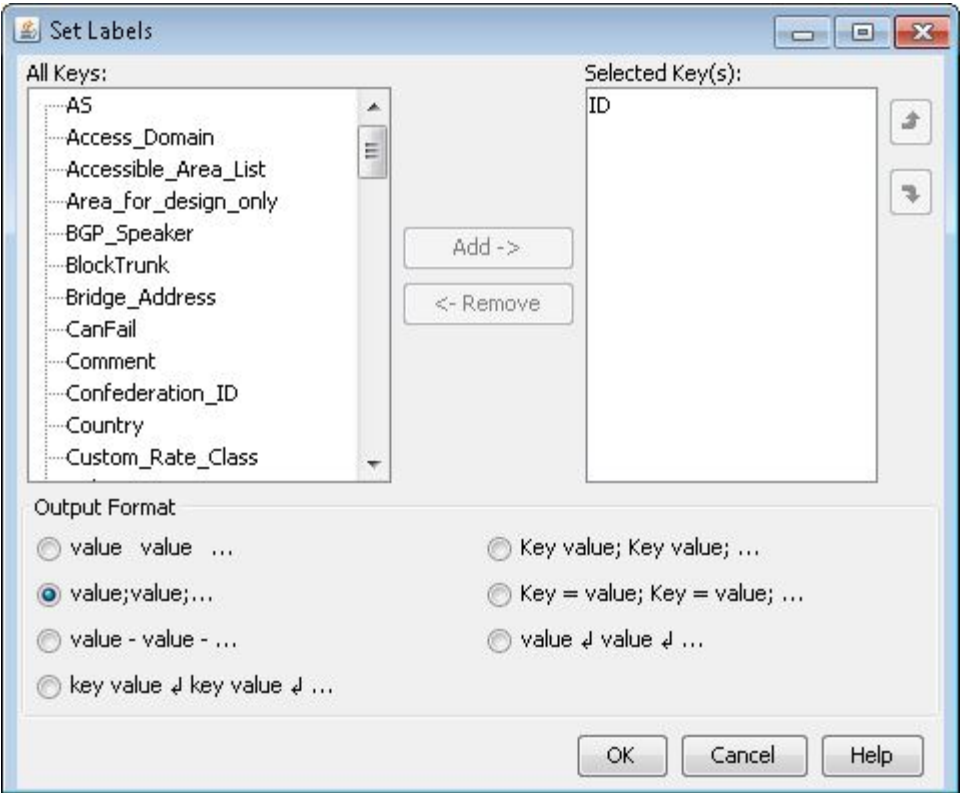 Set Labels
All Keys:
AS
Access_Domain
Accessible_Area_List
Area_for_design_only
BGP_Speaker
BlockTrunk
Bridge_Address
CanFail
Comment
Confederation_ID
Country
Custom_Rate_Class
Add ->
<- Remove
Selected Key(s):
ID
Output Format
value value ...
value;value;...
value - value - ...
key value ↲ key value ↲ ...
Key value; Key value; ...
Key = value; Key = value; ...
value ↲ value ↲ ...
OK
Cancel
Help